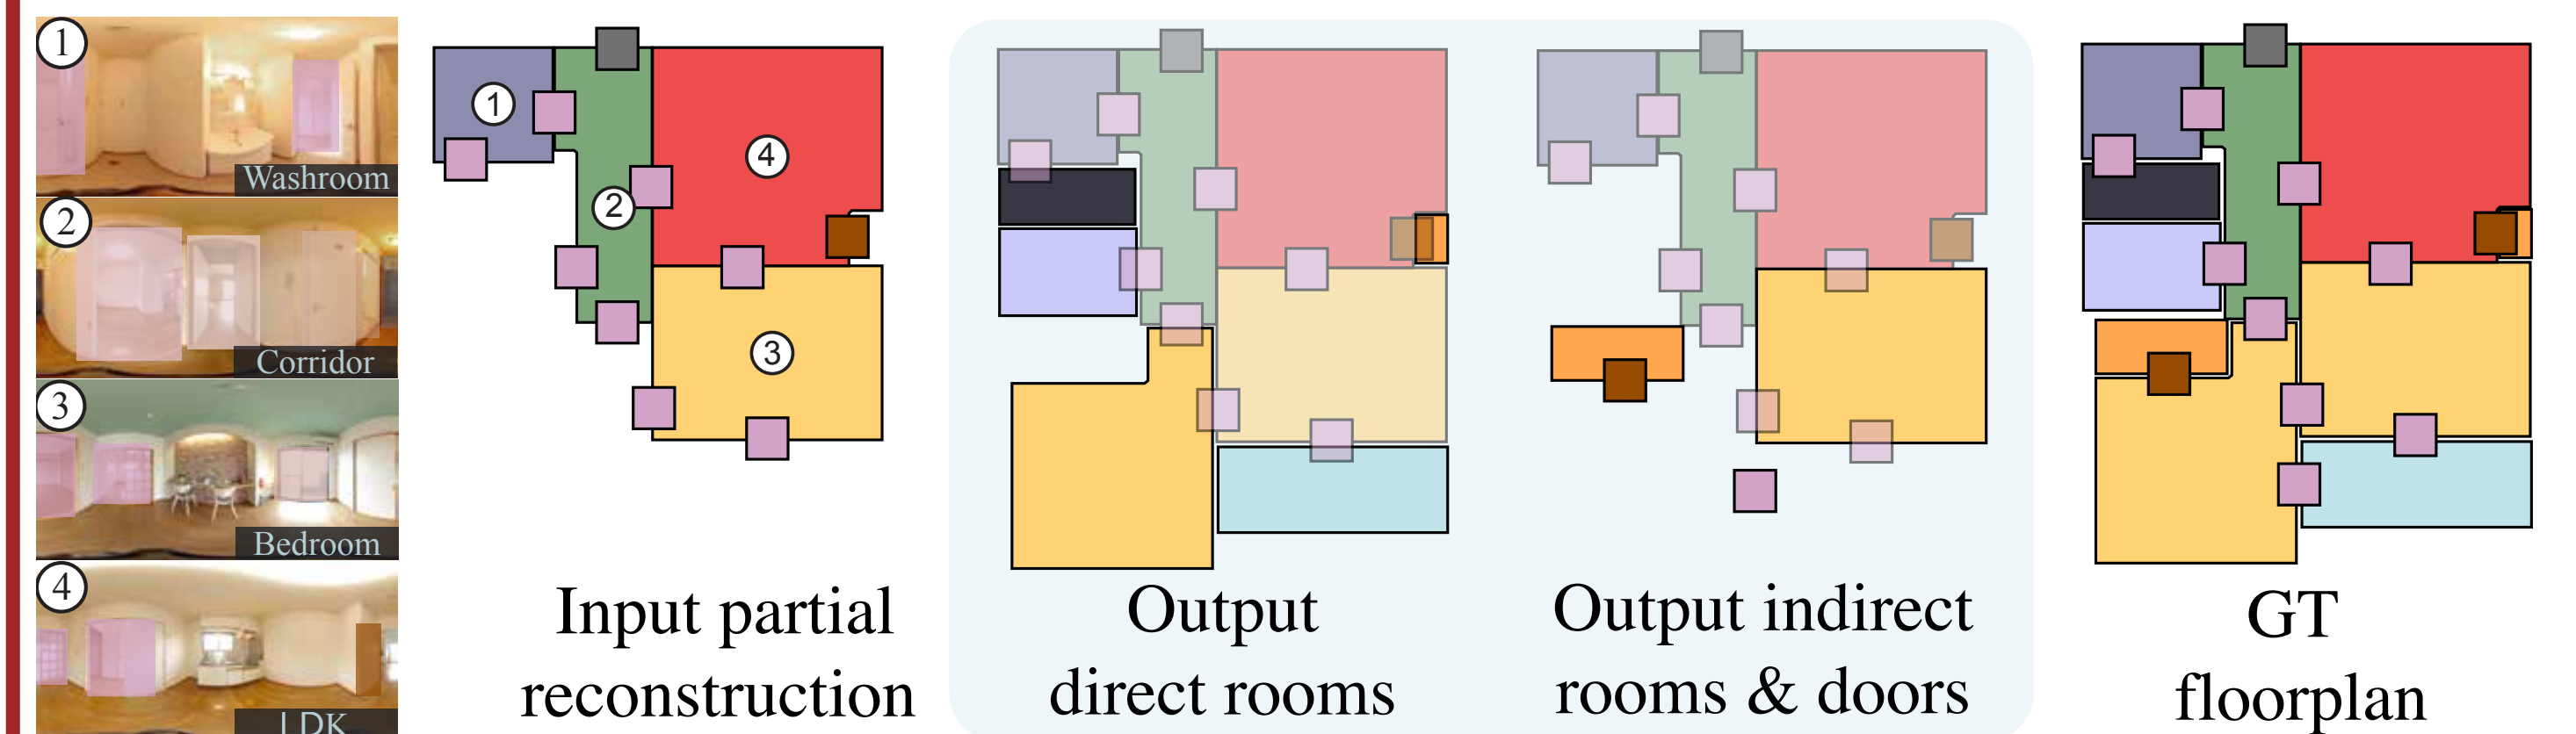 1
Washroom
2
Corridor
3
Bedroom
4
LDK
1
2
3
4
Input partial
reconstruction
Output
direct rooms
Output indirect
rooms & doors
GT
floorplan